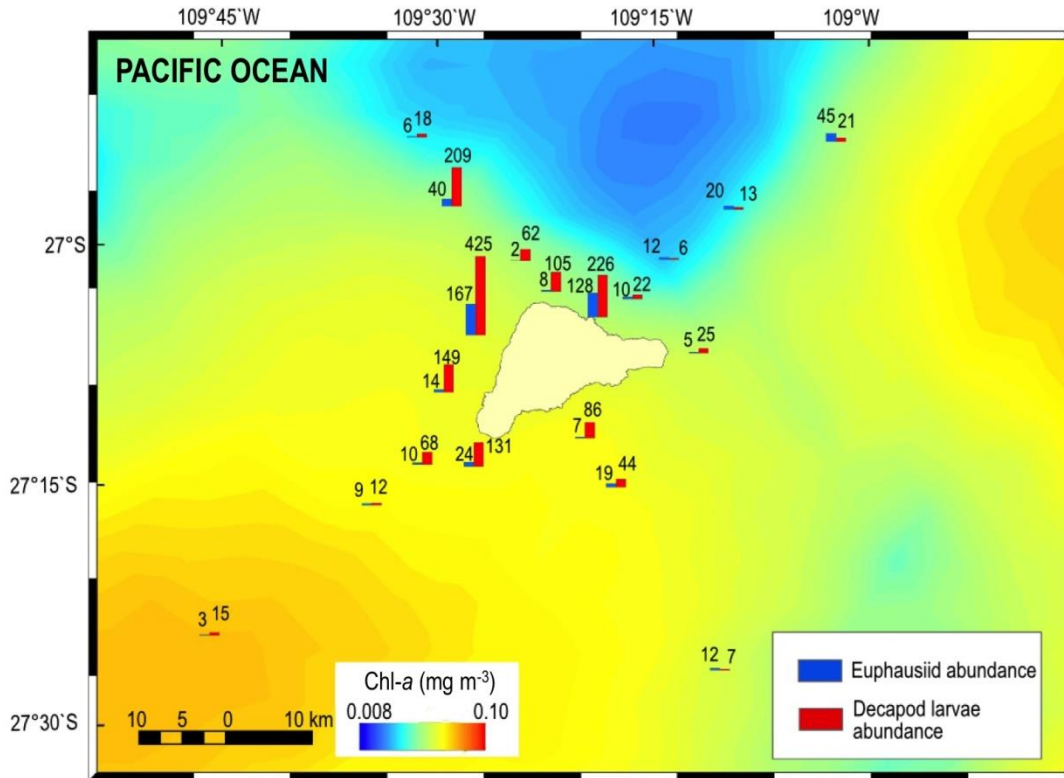 109°45`W 109°30`W 109°15`W 109°W
PACIFIC OCEAN
6 18
45 21
209
40
20 13
27°S
62
2
12 6
425
105 226
8 128
10 22
167
5 25
149
14
86
7
68
10
131
24
44
19
27°15`S
9 12
3 15
12 7
Chl-a (mg m-3)
0.008 0.10
Euphausiid abundance
Decapod larvae
abundance
10 5 0 10 km
27°30`S